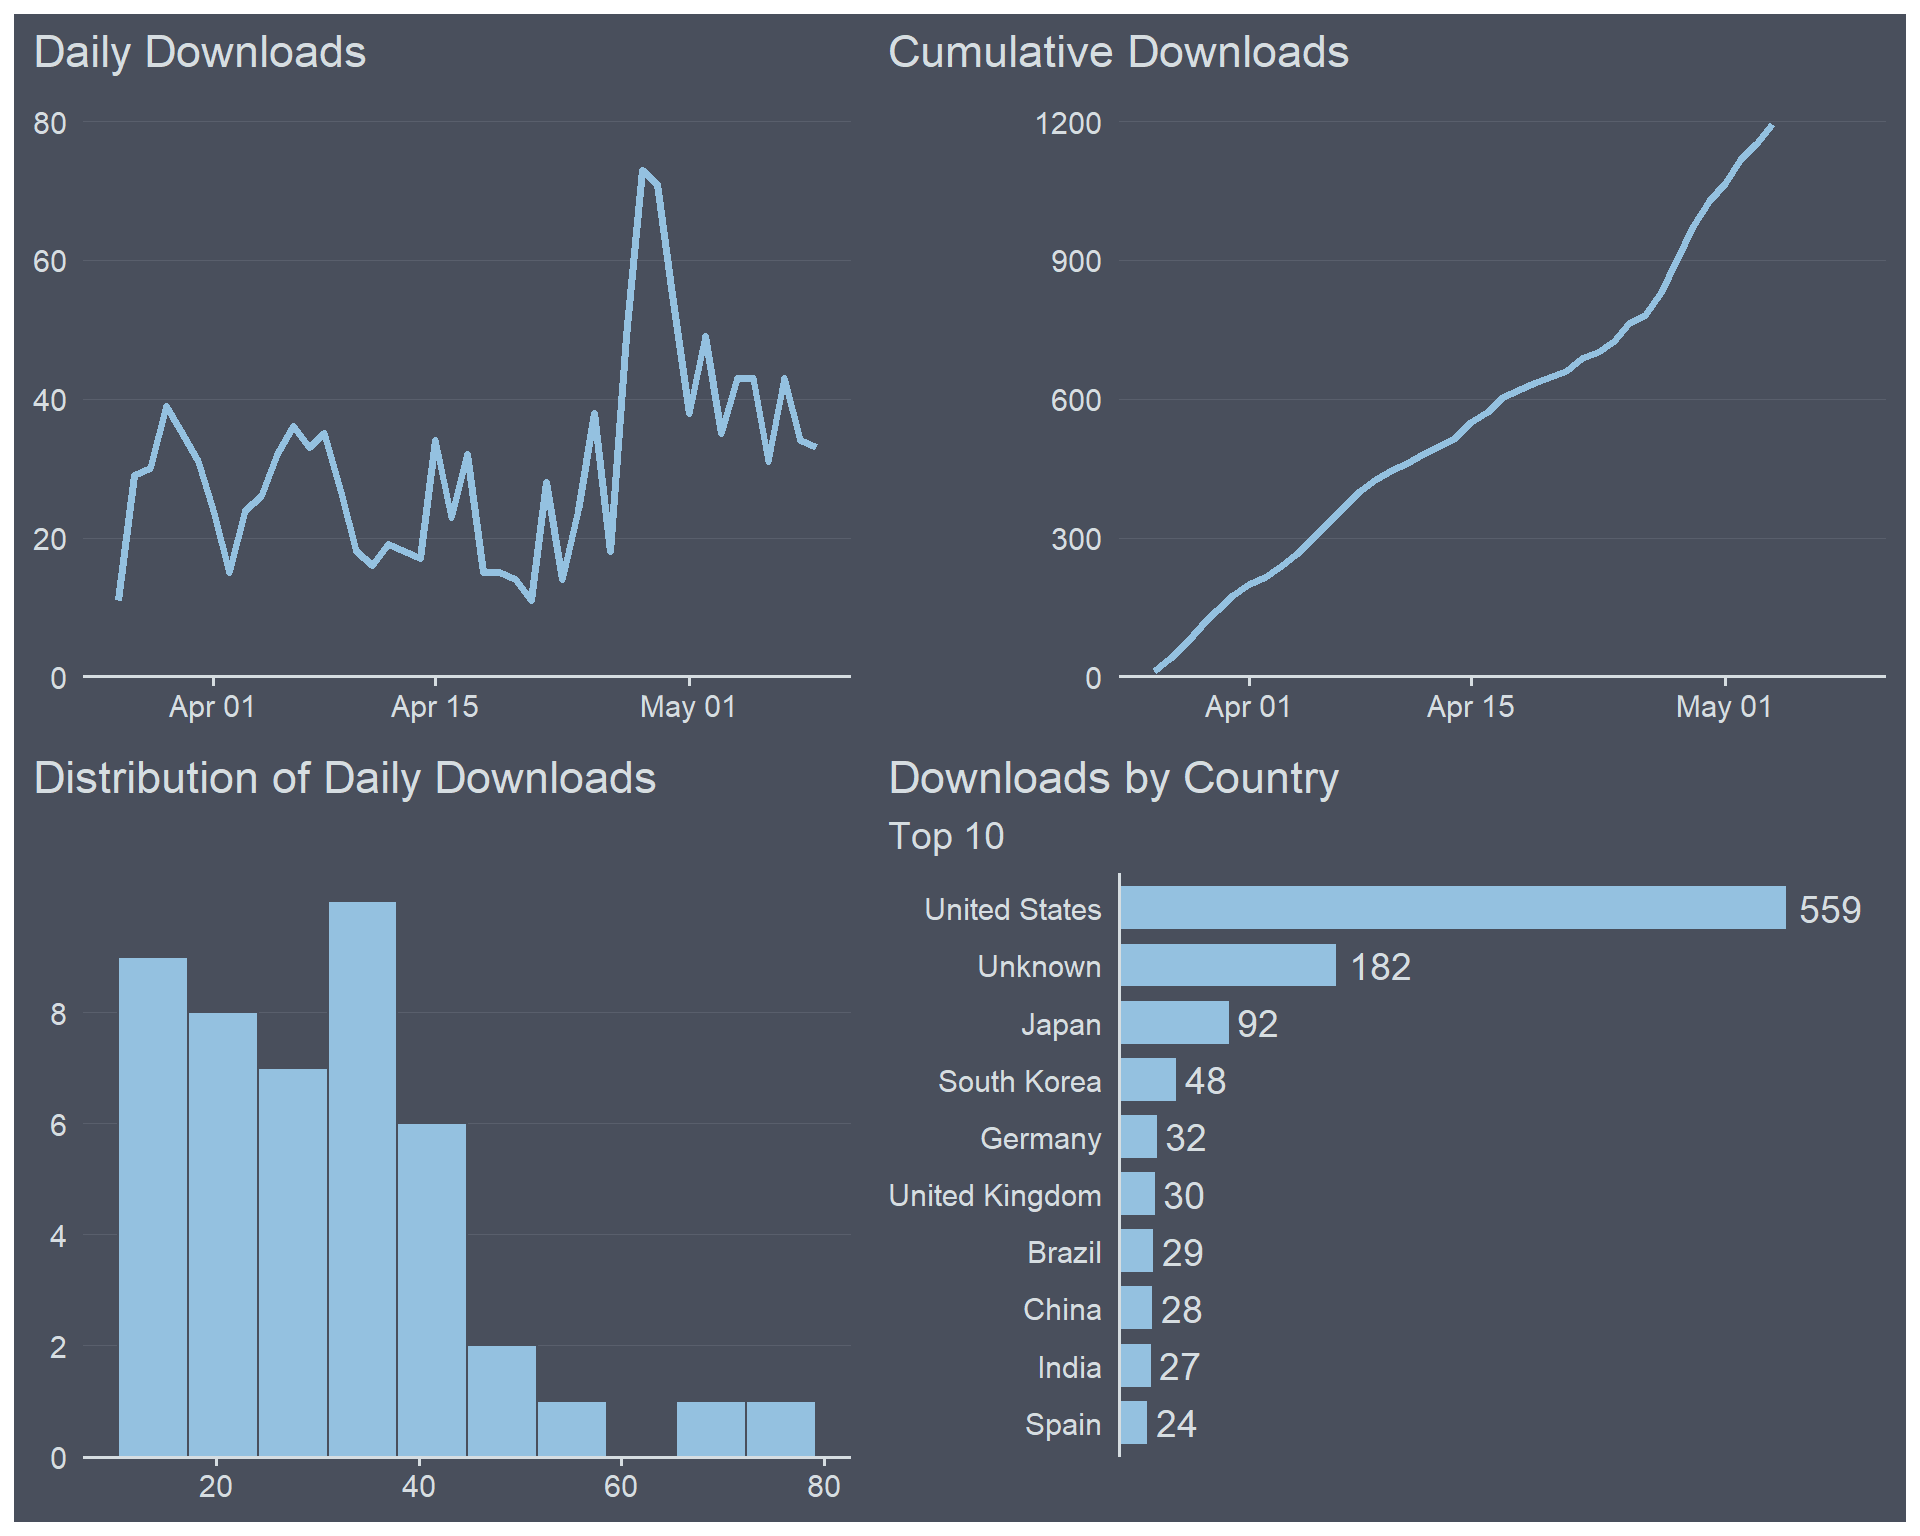 Daily Downloads
80
60
40
20
0
Apr 01 Apr 15 May 01
Cumulative Downloads
1200
900
600
300
0
Apr 01 Apr 15 May 01
Distribution of Daily Downloads
8
6
4
2
0
20 40 60 80
Downloads by Country
Top 10
United States 559
Unknown 182
Japan 92
South Korea 48
Germany 32
United Kingdom 30
Brazil 29
China 28
India 27
Spain 24